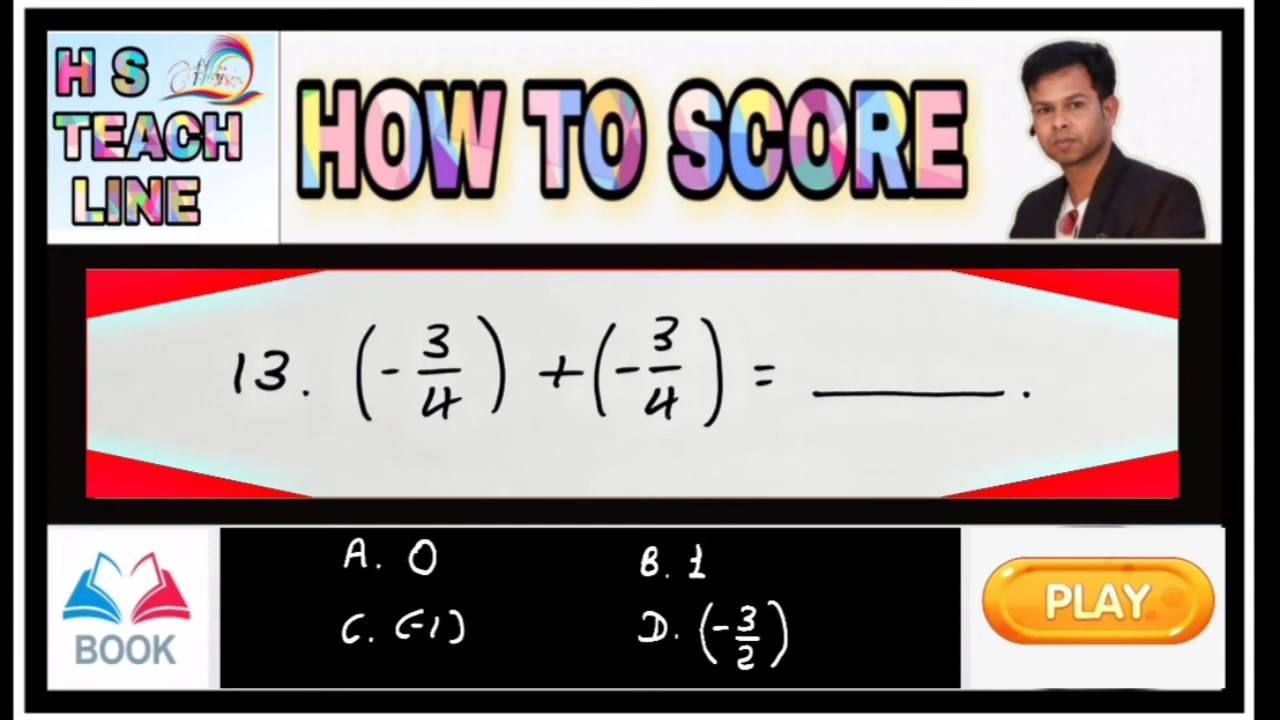 H S
TEACH
LINE
HOW TO SCORE
13. (-3/4) + (-3/4) = ______.
A. 0 B. 1
C. (-1) D. (-3/2)
BOOK
PLAY